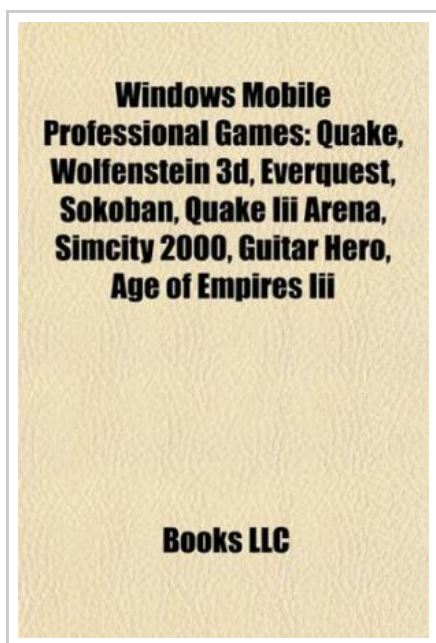 Windows Mobile
Professional Games: Quake,
Wolfenstein 3d, Everquest,
Sokoban, Quake Iii Arena,
Simcity 2000, Guitar Hero,
Age of Empires Iii
Books LLC